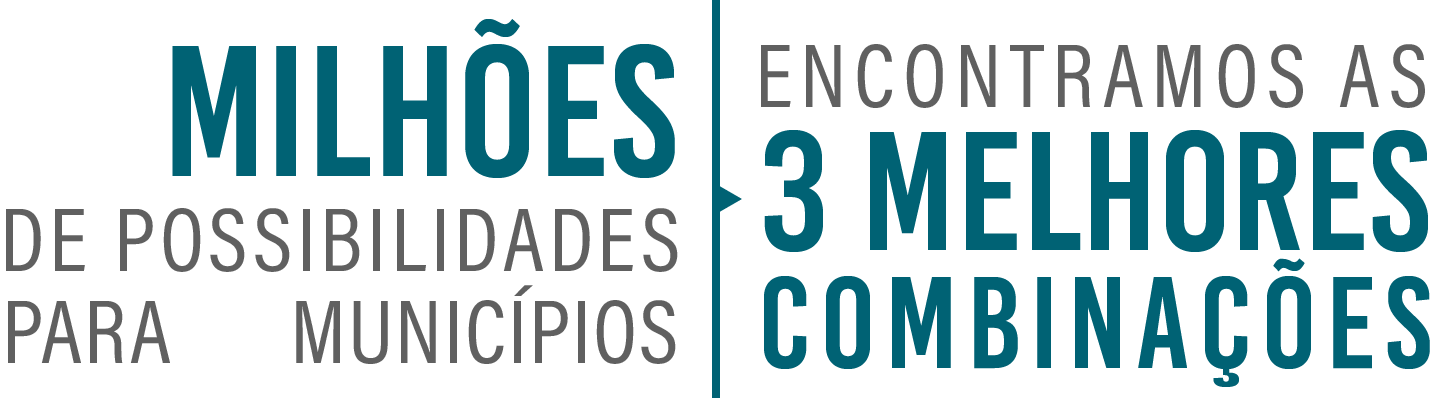 MILHÕES
DE POSSIBILIDADES
PARA MUNICÍPIOS
ENCONTRAMOS AS
3 MELHORES
COMBINAÇÕES